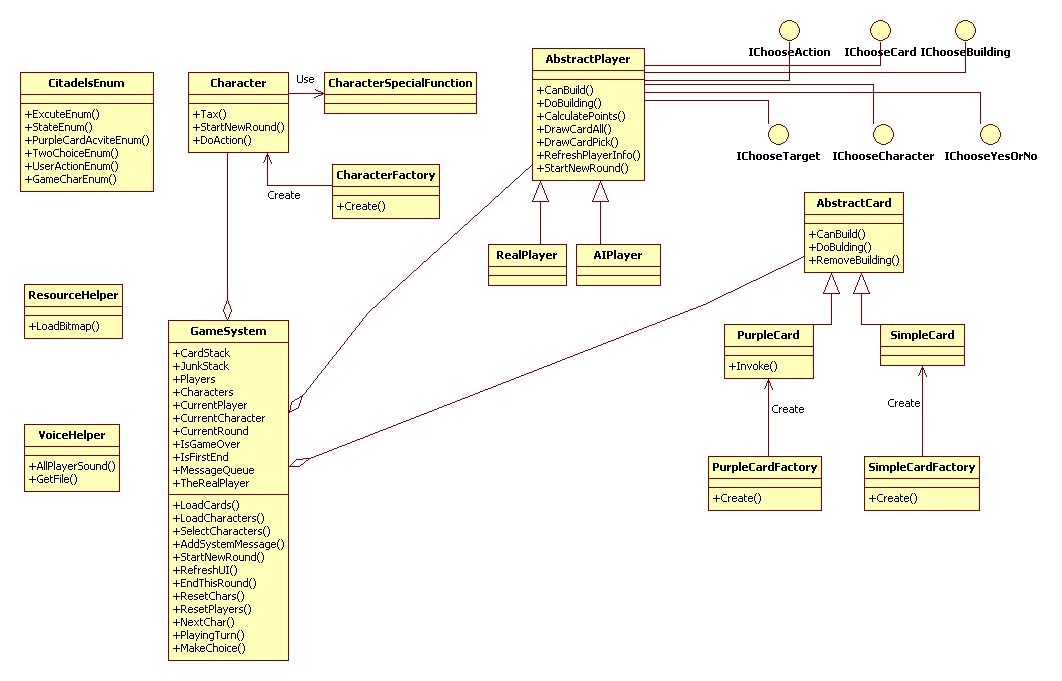 IChooseAction
IChooseCard
IChooseBuilding
CitadelsEnum
+ExcuteEnum()
+StateEnum()
+PurpleCardAcviteEnum()
+TwoChoiceEnum()
+UserActionEnum()
+GameCharEnum()
Character
+Tax()
+StartNewRound()
+DoAction()
Use
CharacterSpecialFunction
Create
CharacterFactory
+Create()
AbstractPlayer
+CanBuild()
+DoBuilding()
+CalculatePoints()
+DrawCardAll()
+DrawCardPick()
+RefreshPlayerInfo()
+StartNewRound()
IChooseTarget
IChooseCharacter
IChooseYesOrNo
RealPlayer
AIPlayer
AbstractCard
+CanBuild()
+DoBulding()
+RemoveBuilding()
ResourceHelper
+LoadBitmap()
GameSystem
+CardStack
+JunkStack
+Players
+Characters
+CurrentPlayer
+CurrentCharacter
+CurrentRound
+IsGameOver
+IsFirstEnd
+MessageQueue
+TheRealPlayer
+LoadCards()
+LoadCharacters()
+SelectCharacters()
+AddSystemMessage()
+StartNewRound()
+RefreshUI()
+EndThisRound()
+ResetChars()
+ResetPlayers()
+NextChar()
+PlayingTurn()
+MakeChoice()
PurpleCard
+Invoke()
SimpleCard
Create
Create
VoiceHelper
+AllPlayerSound()
+GetFile()
PurpleCardFactory
+Create()
SimpleCardFactory
+Create()